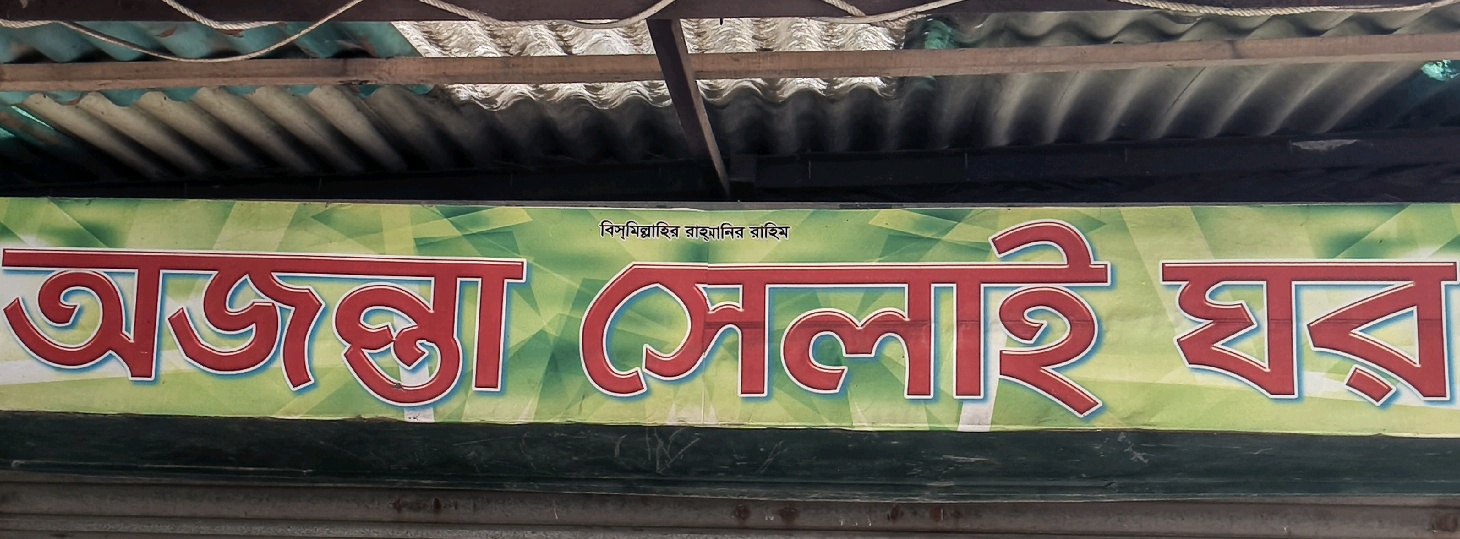 বিস্‌মিল্লাহির রাহ্‌মানির রাহিম
অজন্তা সেলাই ঘর